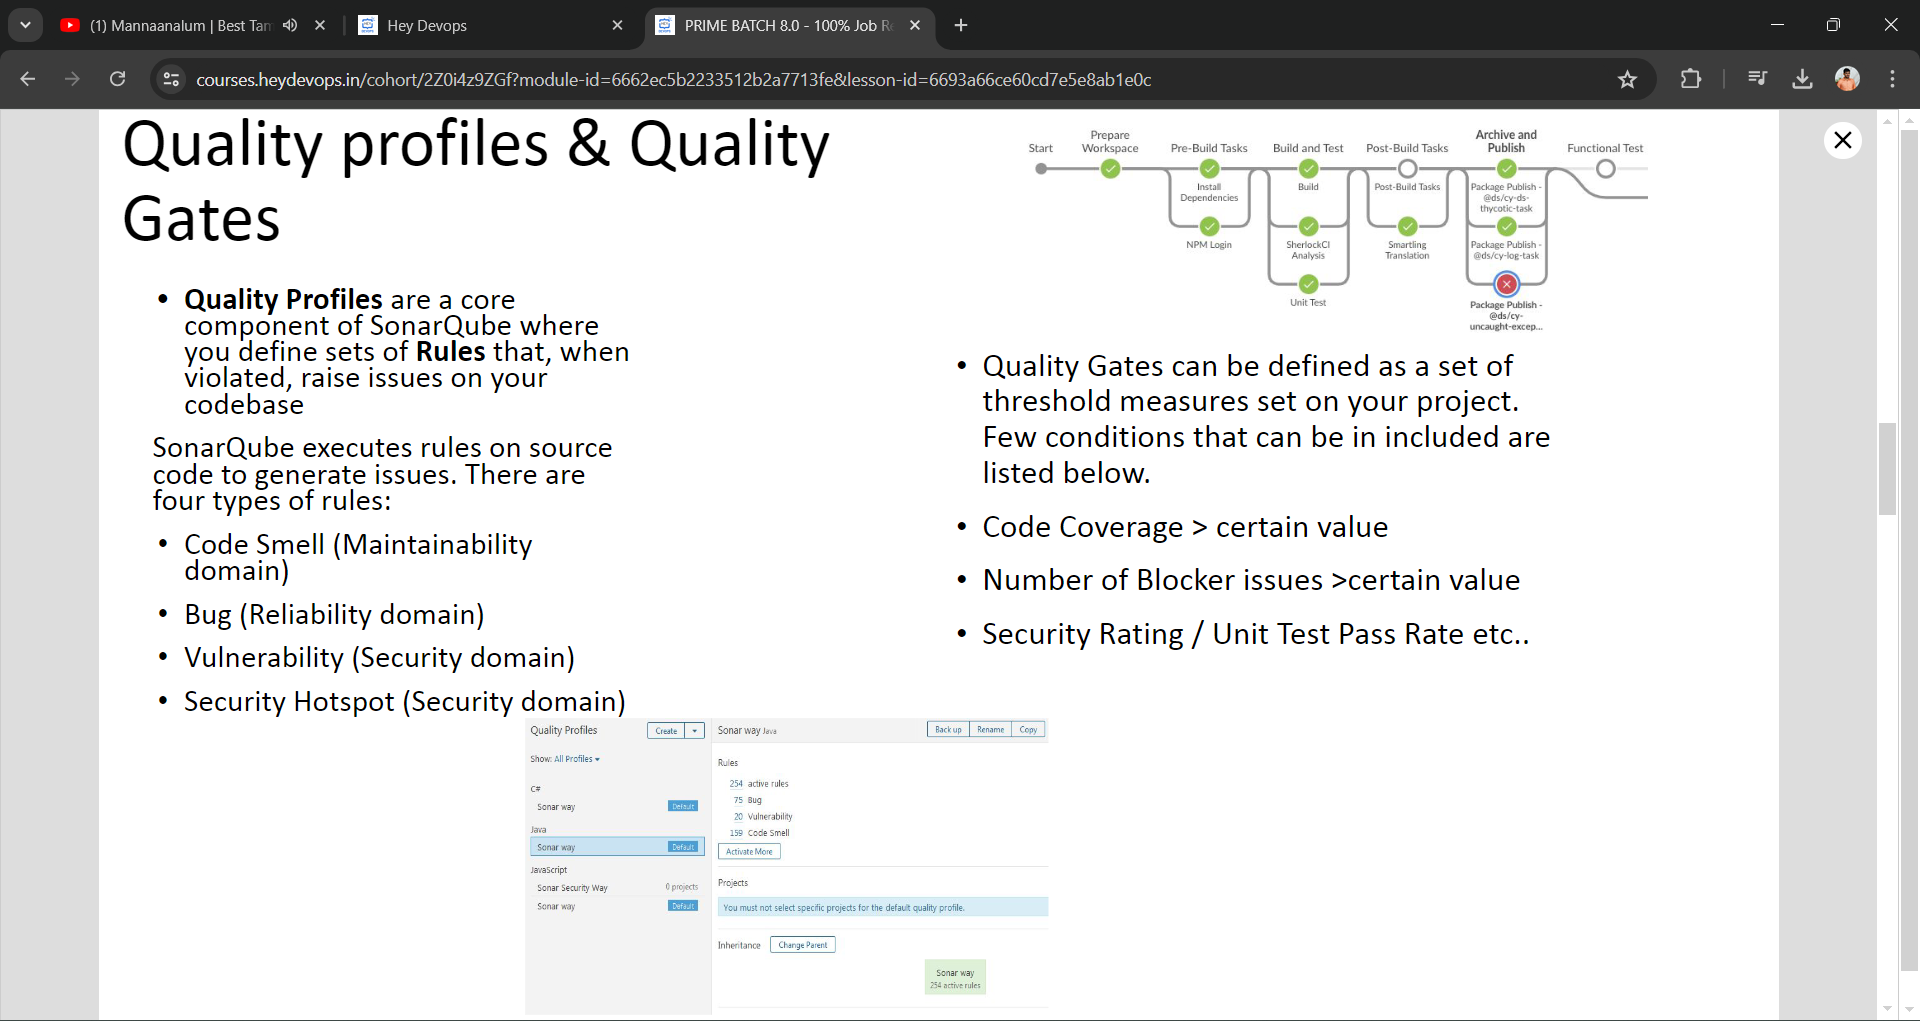 (1) Mannaanalum | Best Tam
Hey Devops
PRIME BATCH 8.0 - 100% Job Re
courses.heydevops.in/cohort/2Z0i4z9ZGf?module-id=6662ec5b2233512b2a7713fe&lesson-id=6693a66ce60cd7e5e8ab1e0c
Quality profiles & Quality
Gates
• Quality Profiles are a core
component of SonarQube where
you define sets of Rules that, when
violated, raise issues on your
codebase
SonarQube executes rules on source
code to generate issues. There are
four types of rules:
• Code Smell (Maintainability
domain)
• Bug (Reliability domain)
• Vulnerability (Security domain)
• Security Hotspot (Security domain)
Start
Prepare
Workspace
Pre-Build Tasks
Build and Test
Post-Build Tasks
Archive and
Publish
Functional Test
Install
Dependencies
NPM Login
Build
SherlockCI
Analysis
Unit Test
Post-Build Tasks
Smartling
Translation
Package Publish -
@ds/cy-ds-
thycotic-task
Package Publish -
@ds/cy-log-task
Package Publish -
@ds/cy-
uncaught-excep...
• Quality Gates can be defined as a set of
threshold measures set on your project.
Few conditions that can be in included are
listed below.
• Code Coverage > certain value
• Number of Blocker issues >certain value
• Security Rating / Unit Test Pass Rate etc..
Quality Profiles
Create
Show: All Profiles
C#
Sonar way Default
Java
Sonar way Default
JavaScript
Sonar Security Way 0 projects
Sonar way Default
Sonar way Java
Back up Rename Copy
Rules
254 active rules
75 Bug
20 Vulnerability
159 Code Smell
Activate More
Projects
You must not select specific projects for the default quality profile.
Inheritance Change Parent
Sonar way
254 active rules